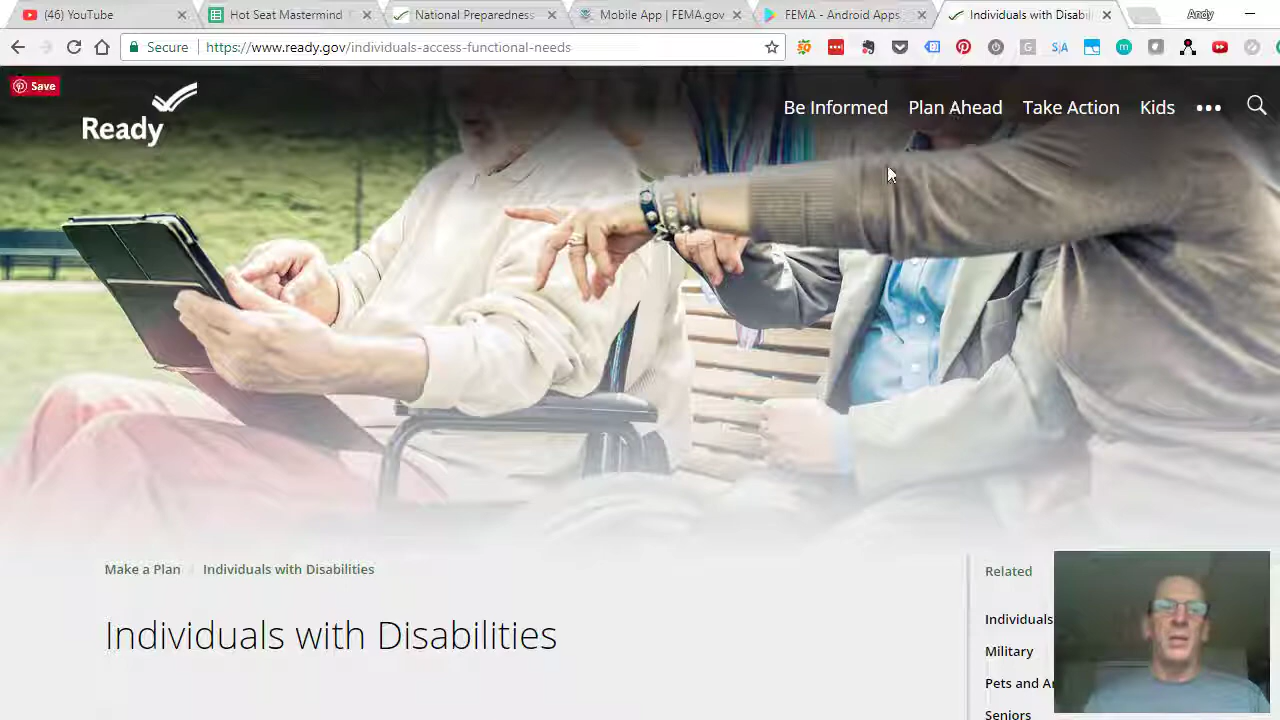 (46) YouTube
Hot Seat Mastermind
National Preparedness
Mobile App | FEMA.gov
FEMA - Android Apps
Individuals with Disabil
Andy
Secure
https://www.ready.gov/individuals-access-functional-needs
Save
Ready
Be Informed
Plan Ahead
Take Action
Kids
Make a Plan / Individuals with Disabilities
Related
Individuals with Disabilities
Individuals
Military
Pets and An
Seniors